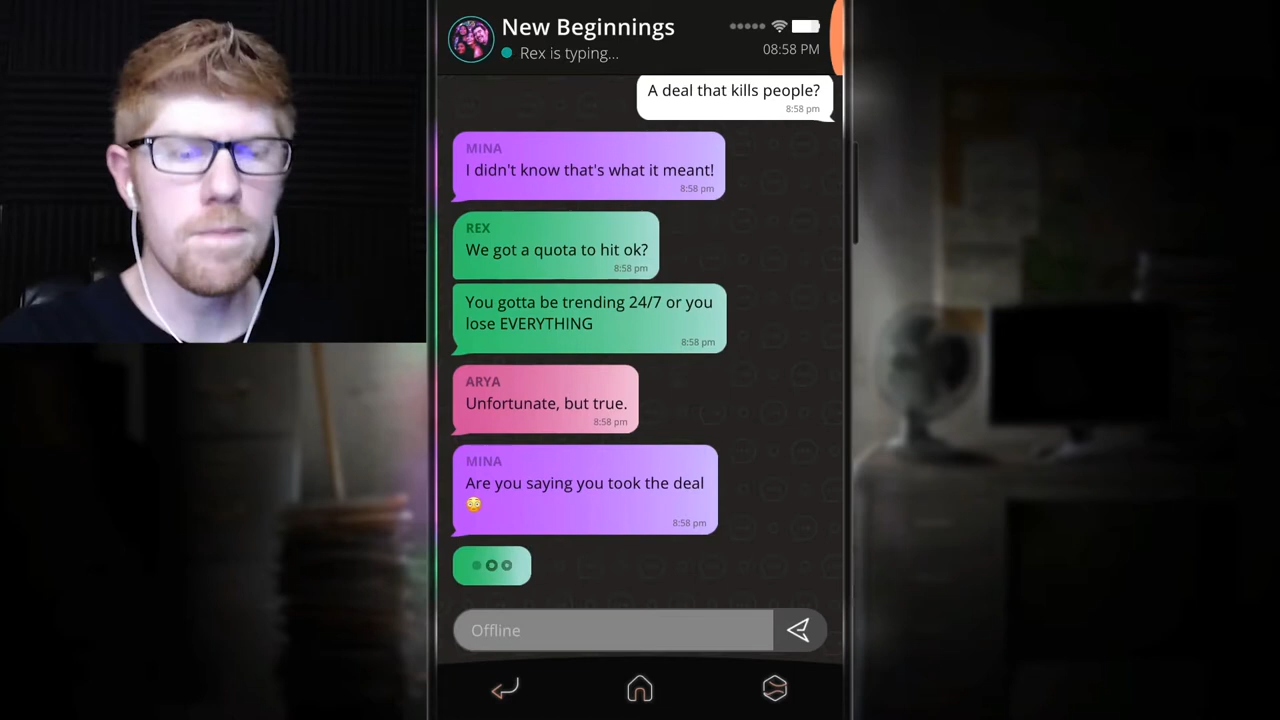 New Beginnings
Rex is typing...
08:58 PM
A deal that kills people?
8:58 pm
MINA
I didn't know that's what it meant!
8:58 pm
REX
We got a quota to hit ok?
8:58 pm
You gotta be trending 24/7 or you
lose EVERYTHING
8:58 pm
ARYA
Unfortunate, but true.
8:58 pm
MINA
Are you saying you took the deal
😳
8:58 pm
Offline